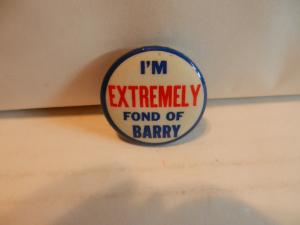 I'M
EXTREMELY
FOND OF
BARRY